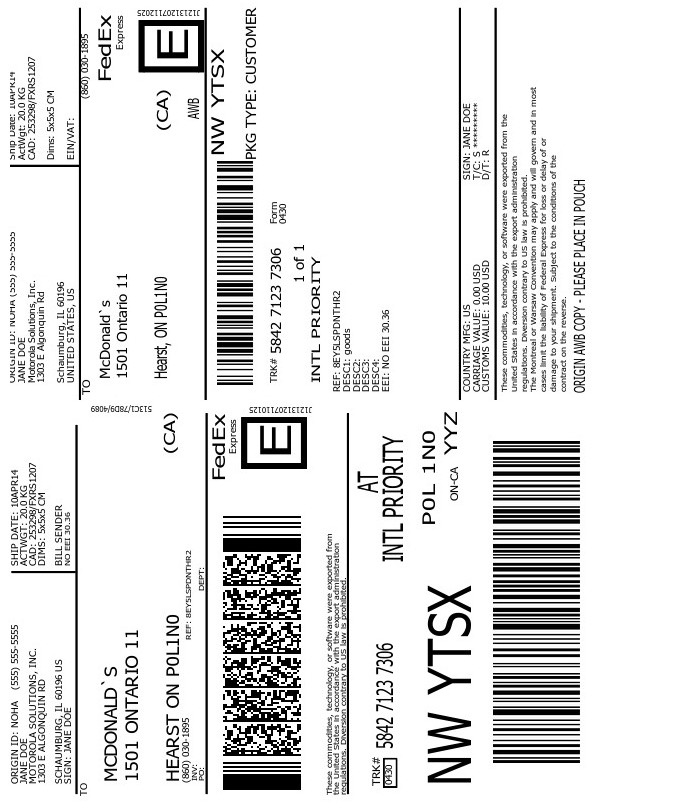 ORIGIN ID: NOHA (555) 555-5555
JANE DOE
MOTOROLA SOLUTIONS, INC.
1303 E ALGONQUIN RD
SCHAUMBURG, IL 60196 US
SIGN: JANE DOE
SHIP DATE: 10APR14
ACTWGT: 20.0 KG
CAD: 253298/FXRS1207
DIMS: 5x5x5 CM
BILL SENDER
NO EEI 30.36
TO
MCDONALD`S
1501 ONTARIO 11
HEARST ON P0L1N0
(CA)
(860) 030-1895
INV:
PO:
REF: 8EYSLSPDNTHR2
DEPT:
513C1/7809/4089
FedEx
Express
E
J121312071120125
These commodities, technology, or software were exported from
the United States in accordance with the export administration
regulations. Diversion contrary to US law is prohibited.
TRK#
0430
5842 7123 7306
AT
INTL PRIORITY
NW YTSX
P0L 1N0
ON-CA YYZ
ORIGIN ID: NOHA (555) 555-5555
JANE DOE
Motorola Solutions, Inc.
1303 E Algonquin Rd
Schaumburg, IL 60196
UNITED STATES, US
Ship Date: 10APR14
ActWgt: 20.0 KG
CAD: 253298/FXRS1207
Dims: 5x5x5 CM
EIN/VAT:
TO
(860) 030-1895
McDonald`s
1501 Ontario 11
Hearst, ON P0L1N0
(CA)
FedEx
Express
E
J121312071120125
AWB
NW YTSX
PKG TYPE: CUSTOMER
TRK# 5842 7123 7306
Form
0430
1 of 1
INTL PRIORITY
REF: 8EYSLSPDNTHR2
DESC1: goods
DESC2:
DESC3:
DESC4:
EEI: NO EEI 30.36
COUNTRY MFG: US
CARRIAGE VALUE: 0.00 USD
CUSTOMS VALUE: 10.00 USD
SIGN: JANE DOE
T/C: S *********
D/T: R
These commodities, technology, or software were exported from the
United States in accordance with the export administration
regulations. Diversion contrary to US law is prohibited.
The Montreal or Warsaw Convention may apply and will govern and in most
cases limit the liability of Federal Express for loss or delay of or
damage to your shipment. Subject to the conditions of the
contract on the reverse.
ORIGIN AWB COPY - PLEASE PLACE IN POUCH